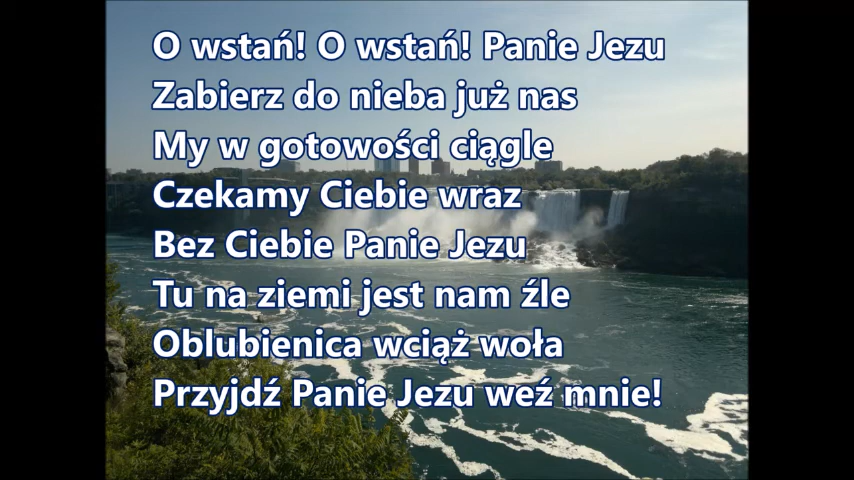 O wstań! O wstań! Panie Jezu
Zabierz do nieba już nas
My w gotowości ciągle
Czekamy Ciebie wraz
Bez Ciebie Panie Jezu
Tu na ziemi jest nam źle
Oblubienica wciąż woła
Przyjdź Panie Jezu weź mnie!